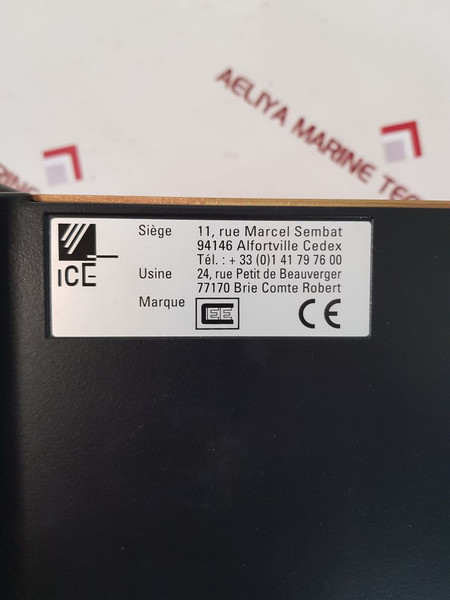 AELIYA MARINE TEC
iCE
Siège 11, rue Marcel Sembat
94146 Alfortville Cedex
Tél. : + 33 (0)1 41 79 76 00
Usine 24, rue Petit de Beauverger
77170 Brie Comte Robert
Marque CEE CE